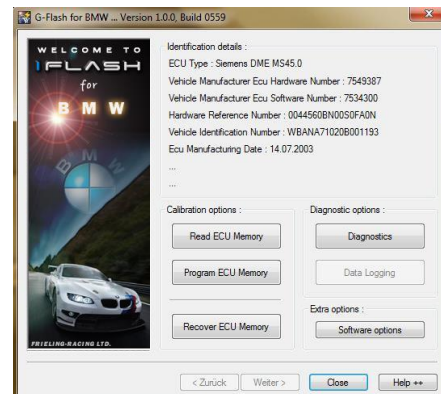 G-Flash for BMW ... Version 1.0.0, Build 0559
WELCOME TO
iFLASH
for
BMW
BMW
FRIELING-RACING LTD.
Identification details :
ECU Type : Siemens DME MS45.0
Vehicle Manufacturer Ecu Hardware Number : 7549387
Vehicle Manufacturer Ecu Software Number : 7534300
Hardware Reference Number : 0044560BN00S0FA0N
Vehicle Identification Number : WBANA71020B001193
Ecu Manufacturing Date : 14.07.2003
...
...
Calibration options :
Read ECU Memory
Program ECU Memory
Recover ECU Memory
Diagnostic options :
Diagnostics
Data Logging
Extra options :
Software options
< Zurück
Weiter >
Close
Help ++